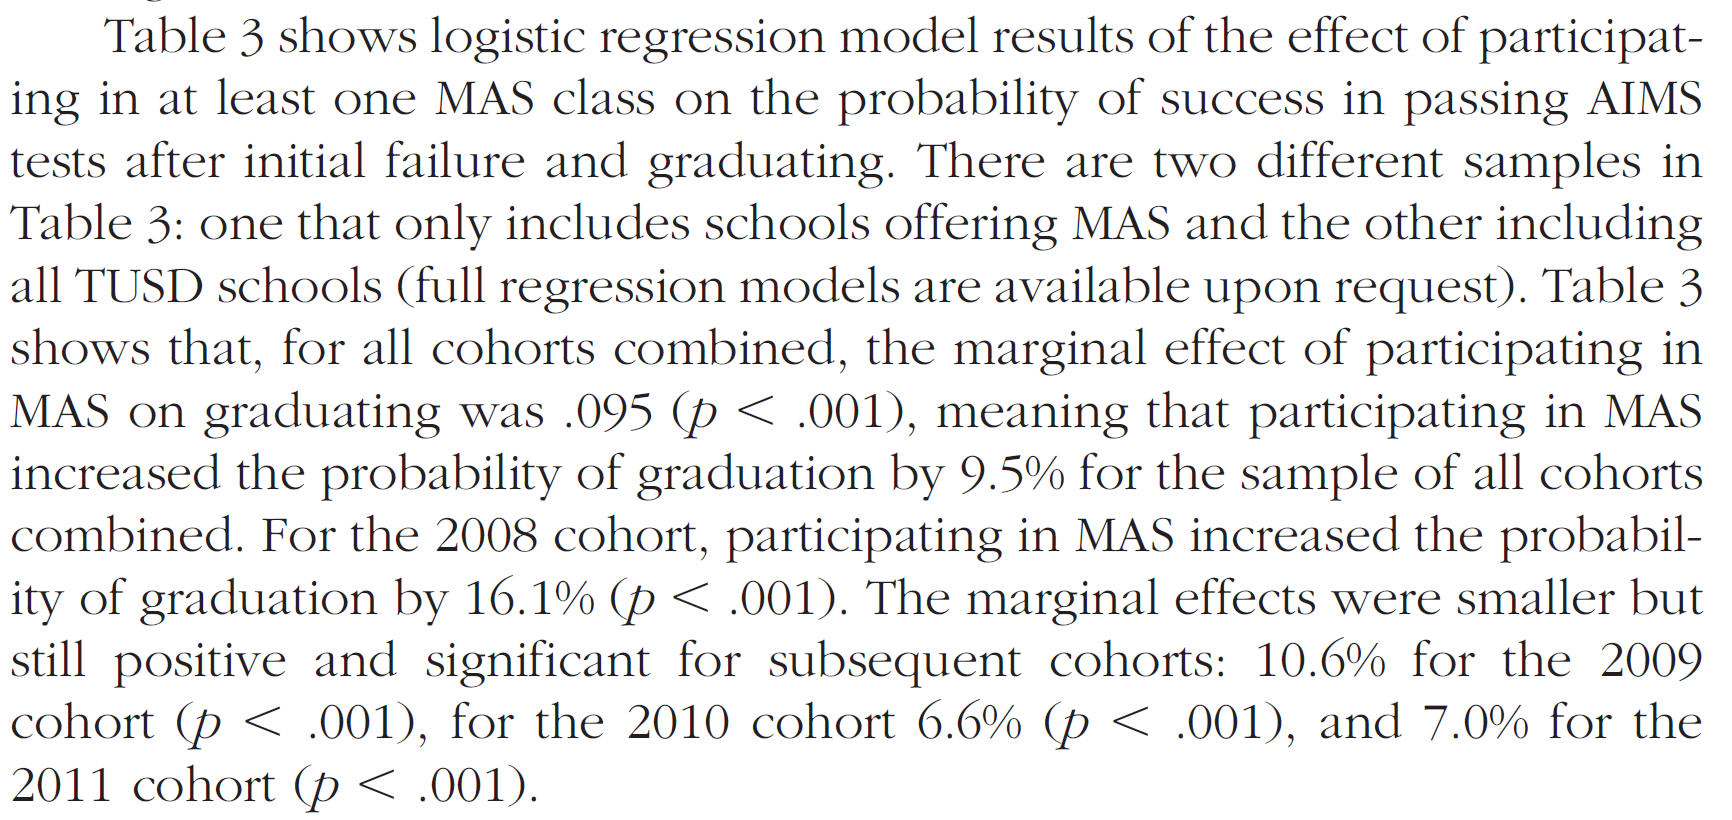 Table 3 shows logistic regression model results of the effect of participat-
ing in at least one MAS class on the probability of success in passing AIMS
tests after initial failure and graduating. There are two different samples in
Table 3: one that only includes schools offering MAS and the other including
all TUSD schools (full regression models are available upon request). Table 3
shows that, for all cohorts combined, the marginal effect of participating in
MAS on graduating was .095 (p < .001), meaning that participating in MAS
increased the probability of graduation by 9.5% for the sample of all cohorts
combined. For the 2008 cohort, participating in MAS increased the probabil-
ity of graduation by 16.1% (p < .001). The marginal effects were smaller but
still positive and significant for subsequent cohorts: 10.6% for the 2009
cohort (p < .001), for the 2010 cohort 6.6% (p < .001), and 7.0% for the
2011 cohort (p < .001).